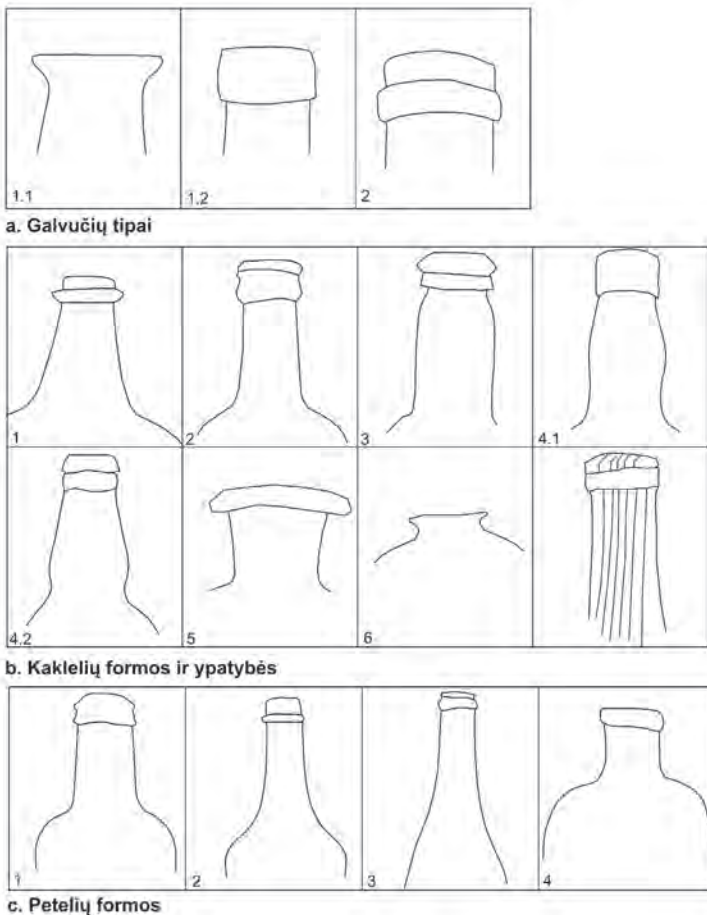 1.1 1.2 2
a. Galvučių tipai
1 2 3 4.1
4.2 5 6
b. Kaklelių formos ir ypatybės
1 2 3 4
c. Petelių formos